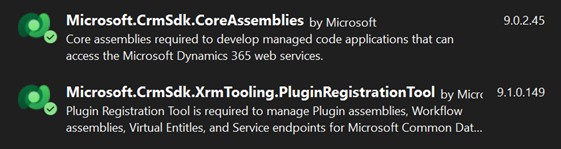 Microsoft.CrmSdk.CoreAssemblies by Microsoft 9.0.2.45
Core assemblies required to develop managed code applications that can
access the Microsoft Dynamics 365 web services.
Microsoft.CrmSdk.XrmTooling.PluginRegistrationTool by Micr 9.1.0.149
Plugin Registration Tool is required to manage Plugin assemblies, Workflow
assemblies, Virtual Entities, and Service endpoints for Microsoft Common Dat...